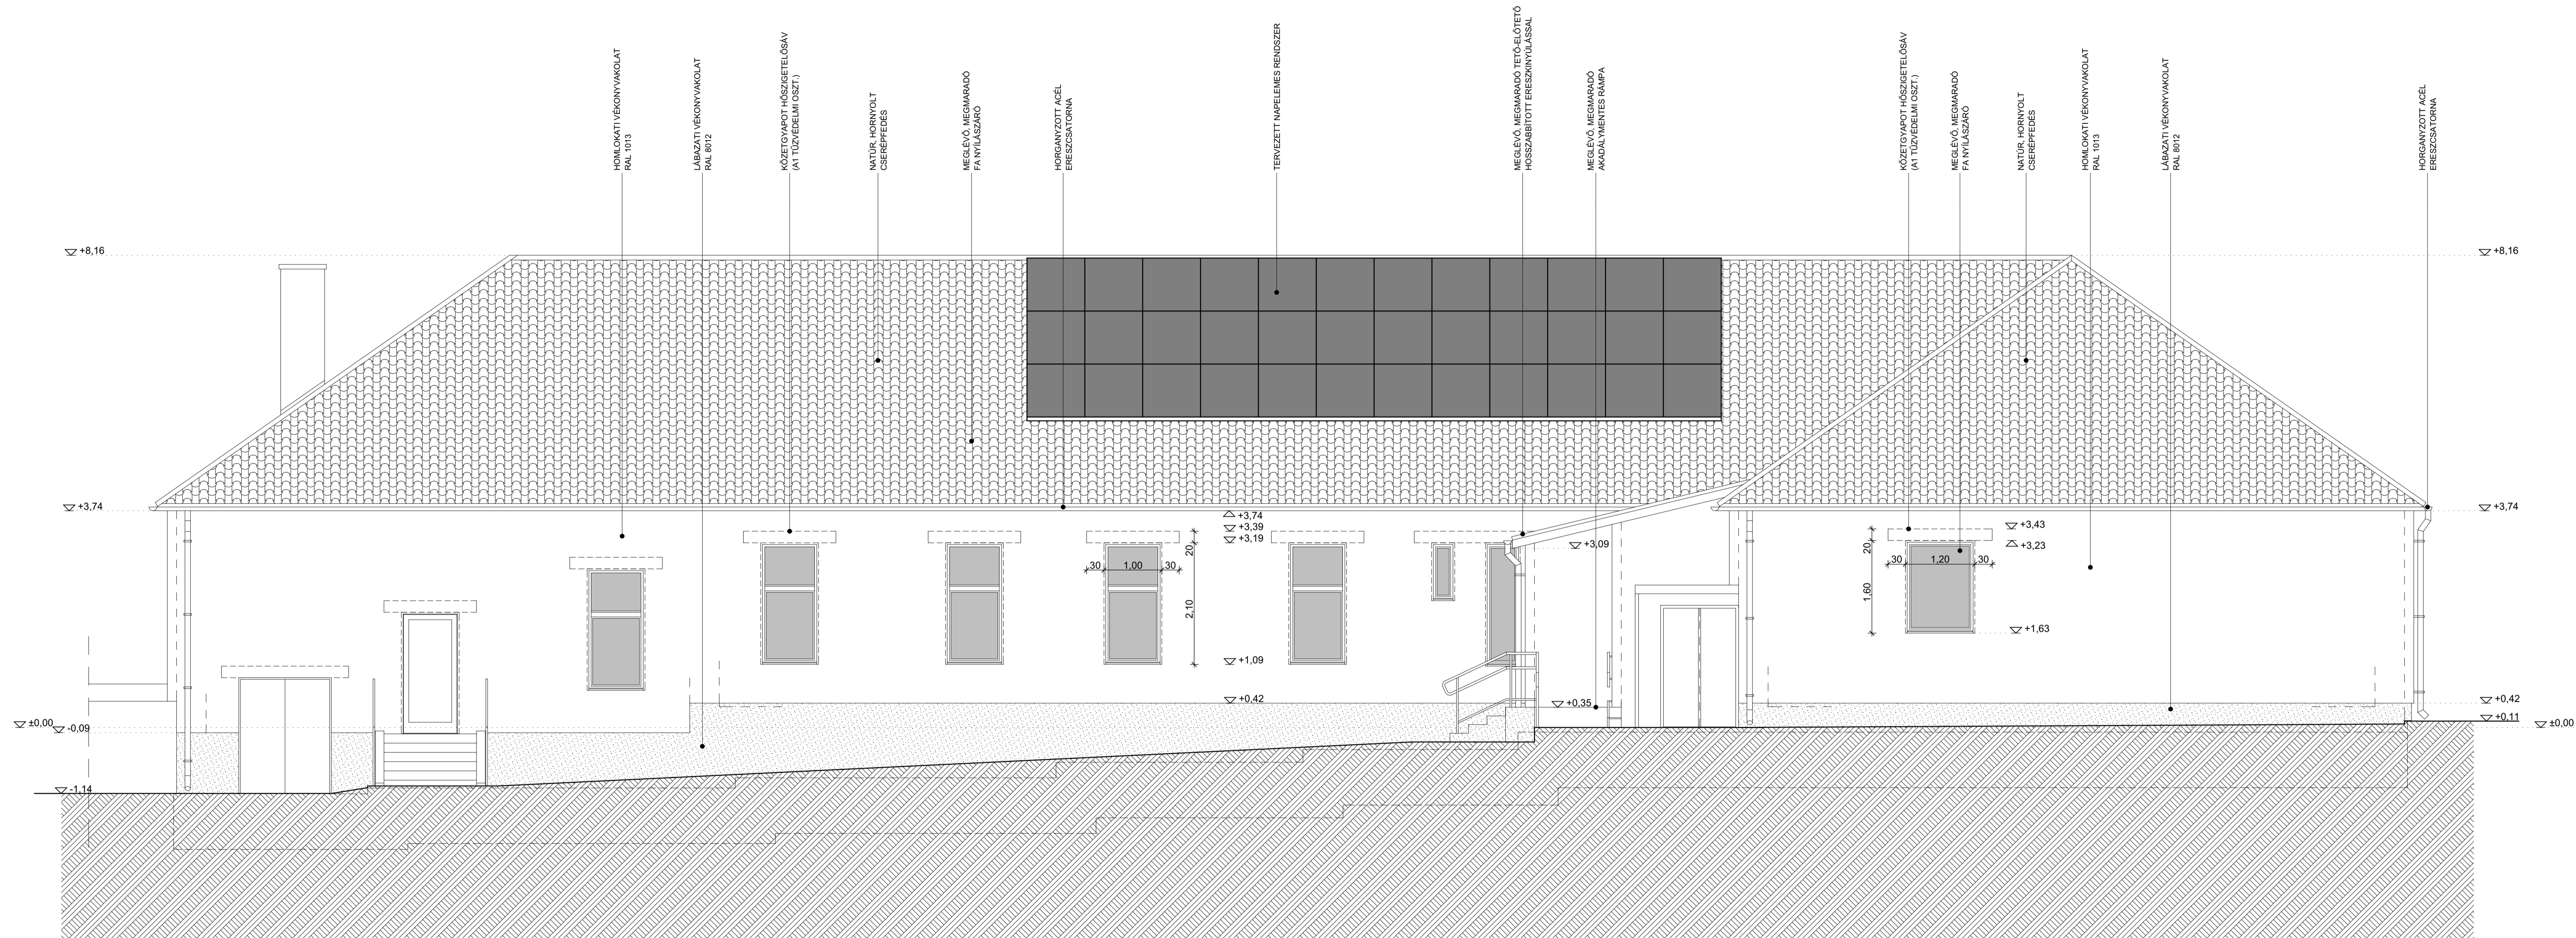 HOMLOKATI VÉKONYVAKOLAT
RAL 1013
LÁBAZATI VÉKONYVAKOLAT
RAL 8012
KŐZETGYAPOT HŐSZIGETELŐSÁV
(A1 TŰZVÉDELMI OSZT.)
NATÚR, HORNYOLT
CSERÉPFEDÉS
MEGLÉVŐ, MEGMARADÓ
FA NYÍLÁSZÁRÓ
HORGANYZOTT ACÉL
ERESZCSATORNA
TERVEZETT NAPELEMES RENDSZER
MEGLÉVŐ, MEGMARADÓ TETŐ-ELŐTETŐ
HOSSZABBÍTOTT ERESZKINYÚLÁSSAL
MEGLÉVŐ, MEGMARADÓ
AKADÁLYMENTES RÁMPA
KŐZETGYAPOT HŐSZIGETELŐSÁV
(A1 TŰZVÉDELMI OSZT.)
MEGLÉVŐ, MEGMARADÓ
FA NYÍLÁSZÁRÓ
NATÚR, HORNYOLT
CSERÉPFEDÉS
HOMLOKATI VÉKONYVAKOLAT
RAL 1013
LÁBAZATI VÉKONYVAKOLAT
RAL 8012
HORGANYZOTT ACÉL
ERESZCSATORNA
+8,16
+8,16
+3,74
+3,74
+3,74
+3,39
+3,19
+3,09
+3,43
+3,23
20
30
1,00
30
2,10
20
30
1,20
30
1,60
+1,63
+1,09
+0,42
+0,35
+0,42
+0,11
±0,00
±0,00
-0,09
-1,14